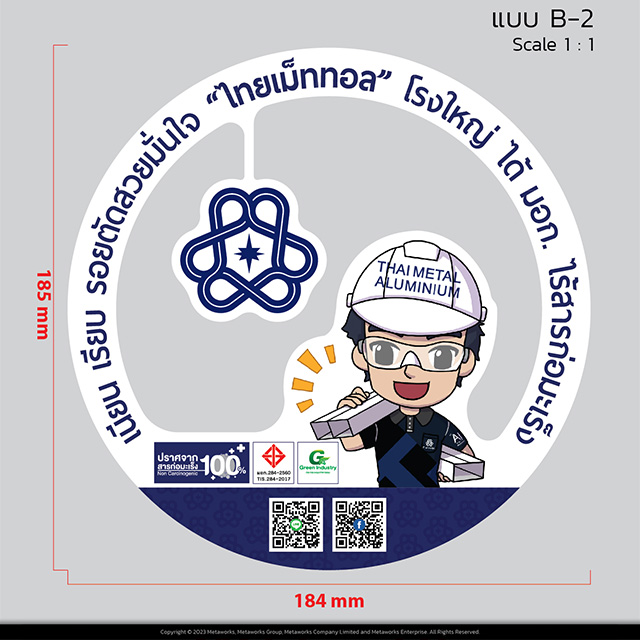 แบบ B-2
Scale 1 : 1
เนียบ เรียบ รอยตัดสวยมั่นใจ “ไทยเม็ททอล” โรงใหญ่ ได้ มอก. ไร้สารก่อมะเร็ง
THAI METAL
ALUMINIUM
185 mm
ปราศจาก
สารก่อมะเร็ง
Non Carcinogenic
100%
มอก.284-2560
TIS.284-2017
Green Industry
184 mm
Copyright © 2023 Metaworks, Metaworks Group, Metaworks Company Limited and Metaworks Enterprise. All Rights Reserved.